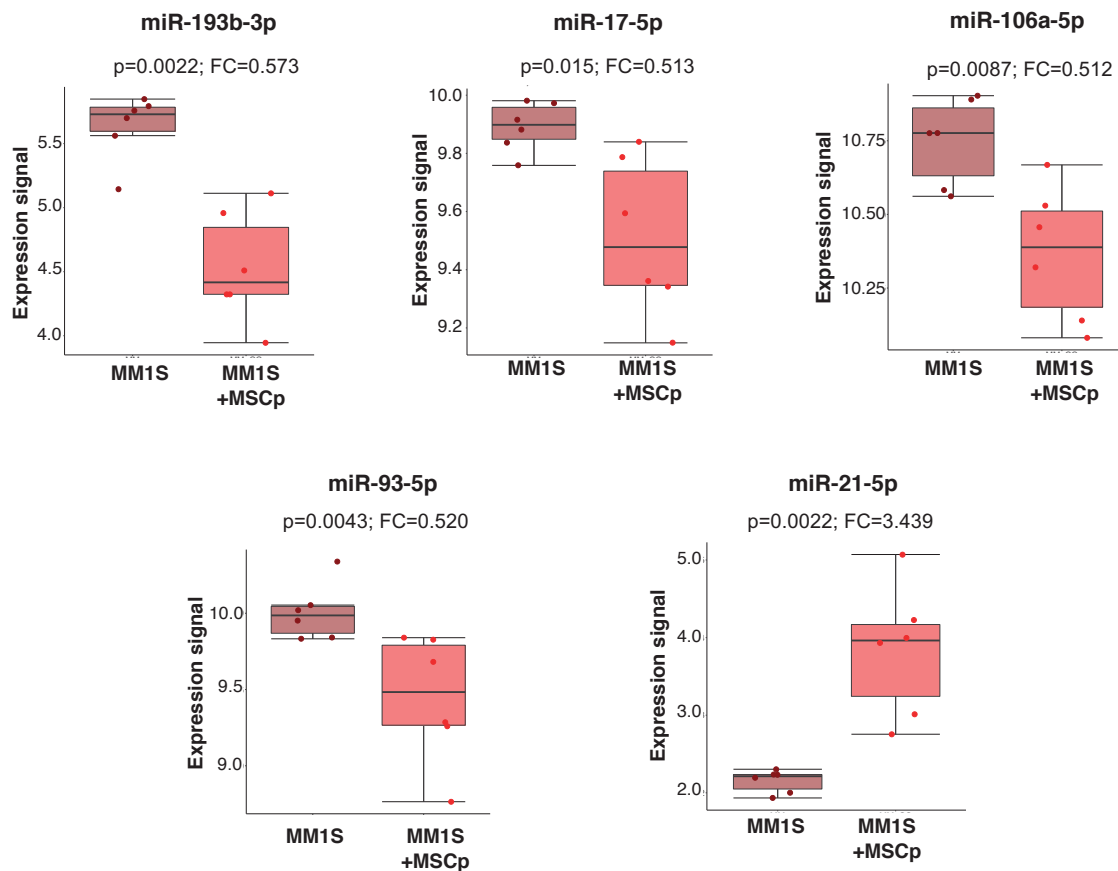 miR-193b-3p
p=0.0022; FC=0.573
Expression signal
5.5
5.0
4.5
4.0
MM1S
MM1S
+MSCp
miR-17-5p
p=0.015; FC=0.513
Expression signal
10.0
9.8
9.6
9.4
9.2
MM1S
MM1S
+MSCp
miR-106a-5p
p=0.0087; FC=0.512
Expression signal
10.75
10.50
10.25
MM1S
MM1S
+MSCp
miR-93-5p
p=0.0043; FC=0.520
Expression signal
10.0
9.5
9.0
MM1S
MM1S
+MSCp
miR-21-5p
p=0.0022; FC=3.439
Expression signal
5.0
4.0
3.0
2.0
MM1S
MM1S
+MSCp